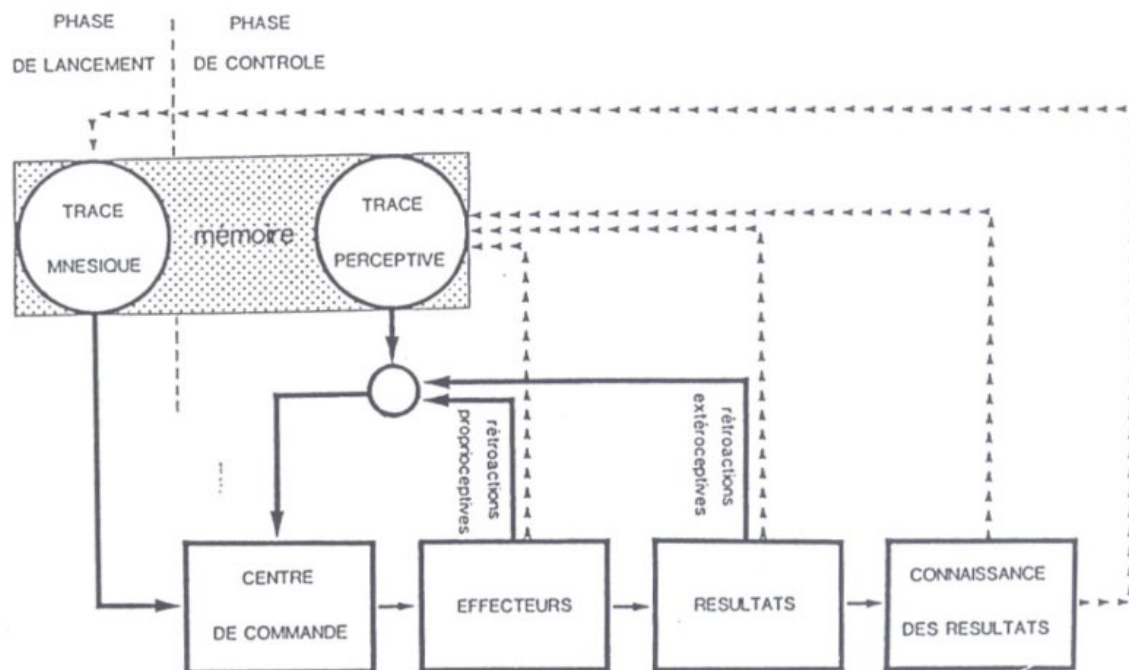 PHASE
DE LANCEMENT
PHASE
DE CONTROLE
TRACE
MNESIQUE
mémoire
TRACE
PERCEPTIVE
rétroactions
proprioceptives
rétroactions
extéroceptives
CENTRE
DE COMMANDE
EFFECTEURS
RESULTATS
CONNAISSANCE
DES RESULTATS